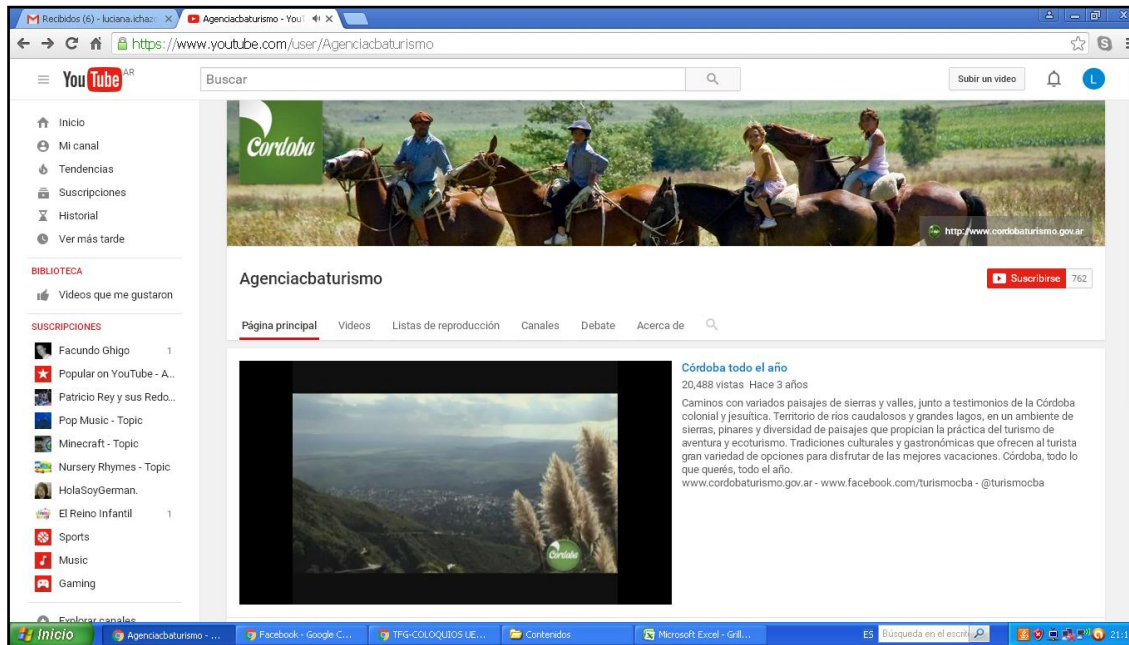 Recibidos (6) - luciana.ichaz
Agenciacbaturismo - You
https://www.youtube.com/user/Agenciacbaturismo
YouTube AR
Buscar
Subir un video
L
Inicio
Mi canal
Tendencias
Suscripciones
Historial
Ver más tarde
BIBLIOTECA
Videos que me gustaron
SUSCRIPCIONES
Facundo Ghigo 1
Popular on YouTube - A...
Patricio Rey y sus Redo...
Pop Music - Topic
Minecraft - Topic
Nursery Rhymes - Topic
HolaSoyGerman.
El Reino Infantil 1
Sports
Music
Gaming
Explorar canales
Cordoba
http://www.cordobaturismo.gov.ar
Agenciacbaturismo
Suscribirse 762
Página principal Videos Listas de reproducción Canales Debate Acerca de
Cordoba
Córdoba todo el año
20,488 vistas Hace 3 años
Caminos con variados paisajes de sierras y valles, junto a testimonios de la Córdoba
colonial y jesuítica. Territorio de ríos caudalosos y grandes lagos, en un ambiente de
sierras, pinares y diversidad de paisajes que propician la práctica del turismo de
aventura y ecoturismo. Tradiciones culturales y gastronómicas que ofrecen al turista
gran variedad de opciones para disfrutar de las mejores vacaciones. Córdoba, todo lo
que querés, todo el año.
www.cordobaturismo.gov.ar - www.facebook.com/turismocba - @turismocba
Inicio
Agenciacbaturismo - ...
Facebook - Google C...
TFG-COLOQUIOS UE...
Contenidos
Microsoft Excel - Grill...
ES
Búsqueda en el escrit
21:1